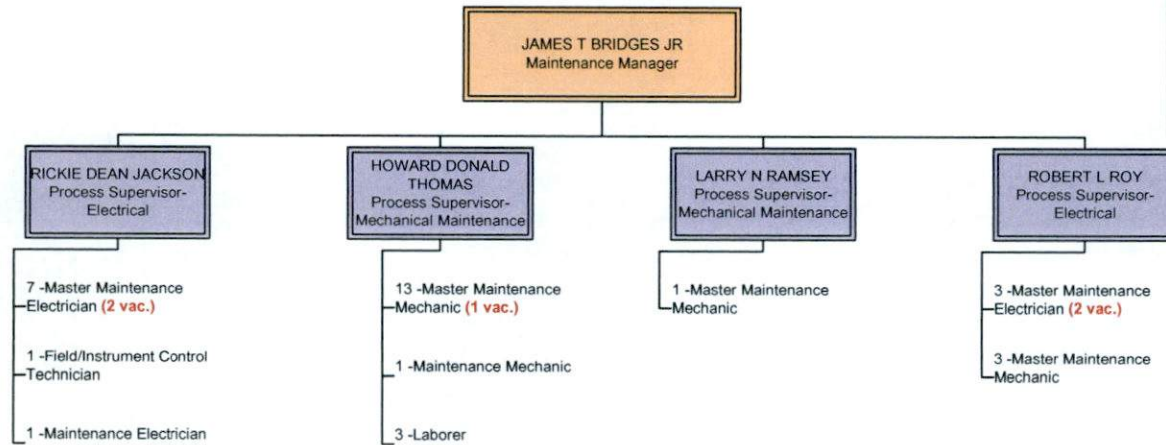 JAMES T BRIDGES JR
Maintenance Manager
RICKIE DEAN JACKSON
Process Supervisor-
Electrical
HOWARD DONALD
THOMAS
Process Supervisor-
Mechanical Maintenance
LARRY N RAMSEY
Process Supervisor-
Mechanical Maintenance
ROBERT L ROY
Process Supervisor-
Electrical
7 -Master Maintenance
Electrician (2 vac.)
1 -Field/Instrument Control
Technician
1 -Maintenance Electrician
13 -Master Maintenance
Mechanic (1 vac.)
1 -Maintenance Mechanic
3 -Laborer
1 -Master Maintenance
Mechanic
3 -Master Maintenance
Electrician (2 vac.)
3 -Master Maintenance
Mechanic